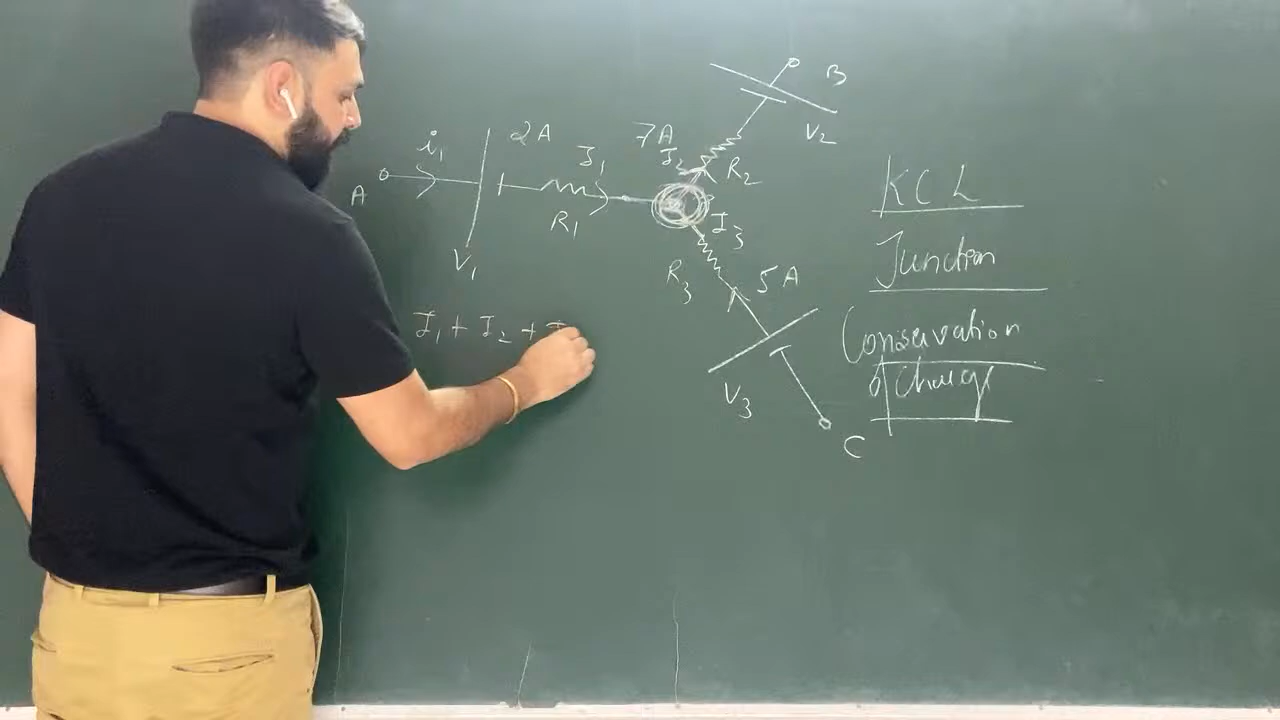 A
i₁
V₁
2A
I₁
R₁
7A
I₂
R₂
B
V₂
I₃
R₃
5A
V₃
C
I₁ + I₂ + I
KCL
Junction
Conservation
of Charge